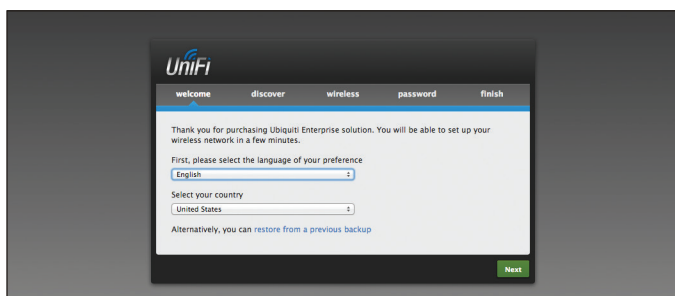 UniFi
welcome discover wireless password finish
Thank you for purchasing Ubiquiti Enterprise solution. You will be able to set up your
wireless network in a few minutes.
First, please select the language of your preference
English
Select your country
United States
Alternatively, you can restore from a previous backup
Next